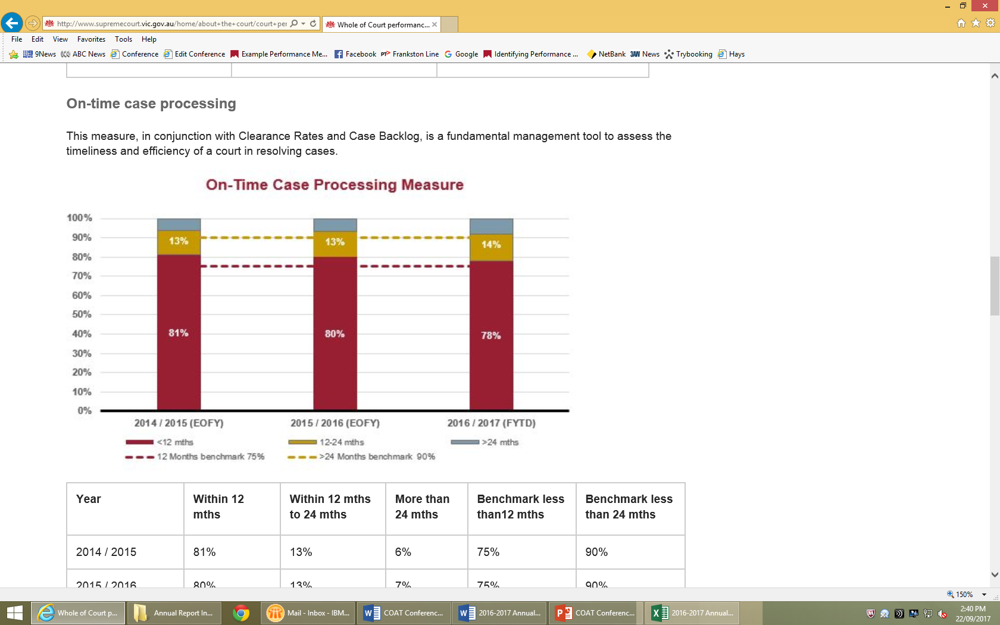 http://www.supremecourt.vic.gov.au/home/about+the+court/court+per
Whole of Court performanc...
File Edit View Favorites Tools Help
9News ABC News Conference Edit Conference Example Performance Me... Facebook PT> Frankston Line Google Identifying Performance ... NetBank 3AW News Trybooking Hays
On-time case processing
This measure, in conjunction with Clearance Rates and Case Backlog, is a fundamental management tool to assess the
timeliness and efficiency of a court in resolving cases.
On-Time Case Processing Measure
100%
90%
80%
70%
60%
50%
40%
30%
20%
10%
0%
13% 13% 14%
81% 80% 78%
2014 / 2015 (EOFY) 2015 / 2016 (EOFY) 2016 / 2017 (FYTD)
<12 mths 12-24 mths >24 mths
12 Months benchmark 75% >24 Months benchmark 90%
Year Within 12 mths Within 12 mths to 24 mths More than 24 mths Benchmark less than12 mths Benchmark less than 24 mths
2014 / 2015 81% 13% 6% 75% 90%
2015 / 2016 80% 13% 7% 75% 90%
150%
Whole of Court p... Annual Report In... Mail - Inbox - IBM... COAT Conferenc... 2016-2017 Annual... COAT Conferenc... 2016-2017 Annual...
2:40 PM
22/09/2017